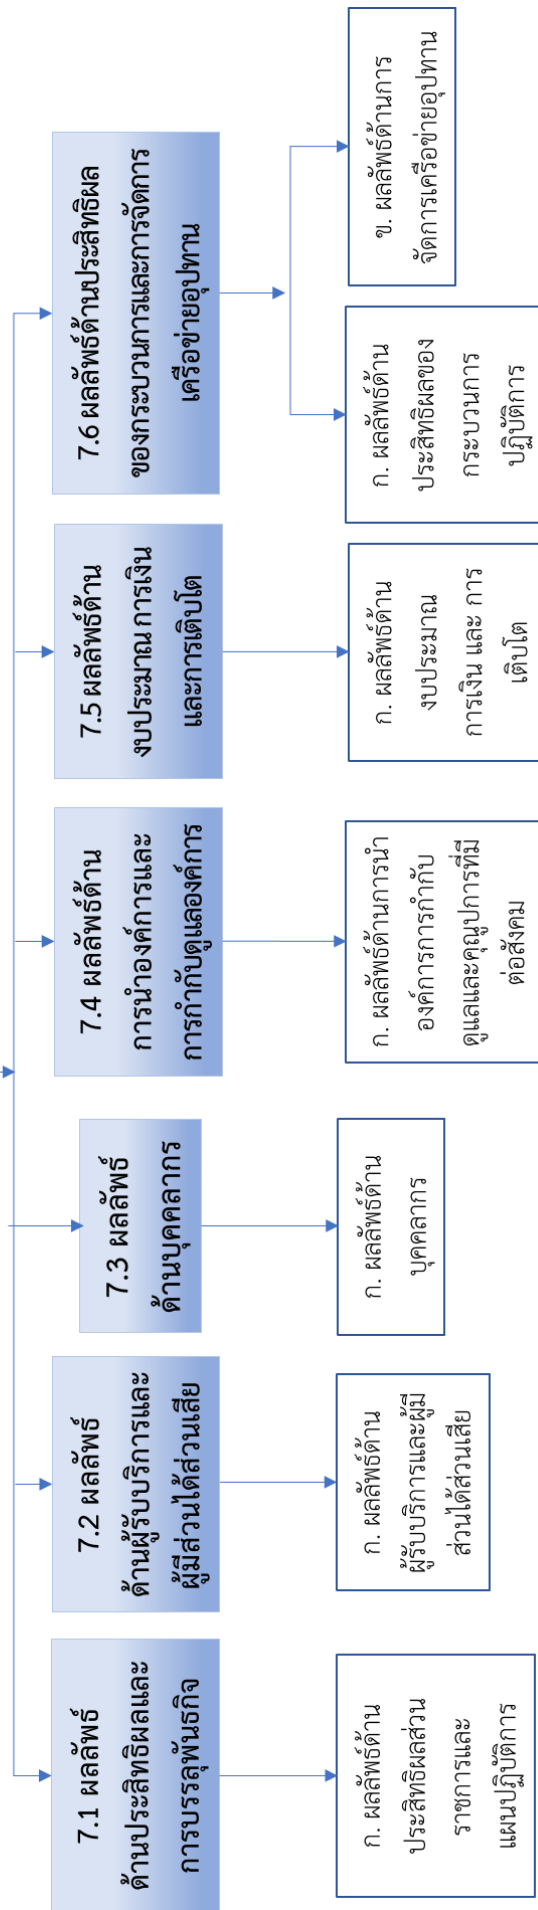 7.1 ผลลัพธ์
ด้านประสิทธิผลและ
การบรรลุพันธกิจ
7.2 ผลลัพธ์
ด้านผู้รับบริการและ
ผู้มีส่วนได้ส่วนเสีย
7.3 ผลลัพธ์
ด้านบุคคลากร
7.4 ผลลัพธ์ด้าน
การนำองค์การและ
การกำกับดูแลองค์การ
7.5 ผลลัพธ์ด้าน
งบประมาณ การเงิน
และการเติบโต
7.6 ผลลัพธ์ด้านประสิทธิผล
ของกระบวนการและการจัดการ
เครือข่ายอุปทาน
ก. ผลลัพธ์ด้าน
ประสิทธิผลส่วน
ราชการและ
แผนปฏิบัติการ
ก. ผลลัพธ์ด้าน
ผู้รับบริการและผู้มี
ส่วนได้ส่วนเสีย
ก. ผลลัพธ์ด้าน
บุคคลากร
ก. ผลลัพธ์ด้านการนำ
องค์การการกำกับ
ดูแลและคุณูปการที่มี
ต่อสังคม
ก. ผลลัพธ์ด้าน
งบประมาณ
การเงิน และ การ
เติบโต
ก. ผลลัพธ์ด้าน
ประสิทธิผลของ
กระบวนการ
ปฏิบัติการ
ข. ผลลัพธ์ด้านการ
จัดการเครือข่ายอุปทาน